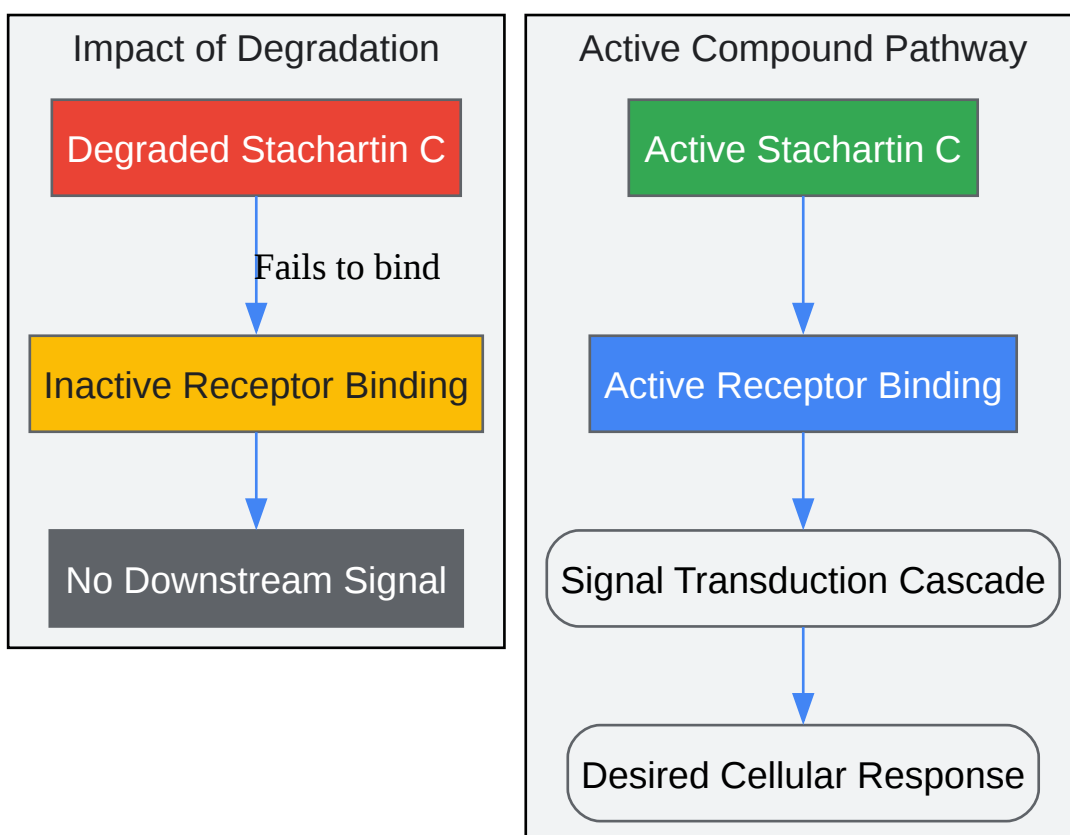 Impact of Degradation
Degraded Stachartin C
Fails to bind
Inactive Receptor Binding
No Downstream Signal
Active Compound Pathway
Active Stachartin C
Active Receptor Binding
Signal Transduction Cascade
Desired Cellular Response